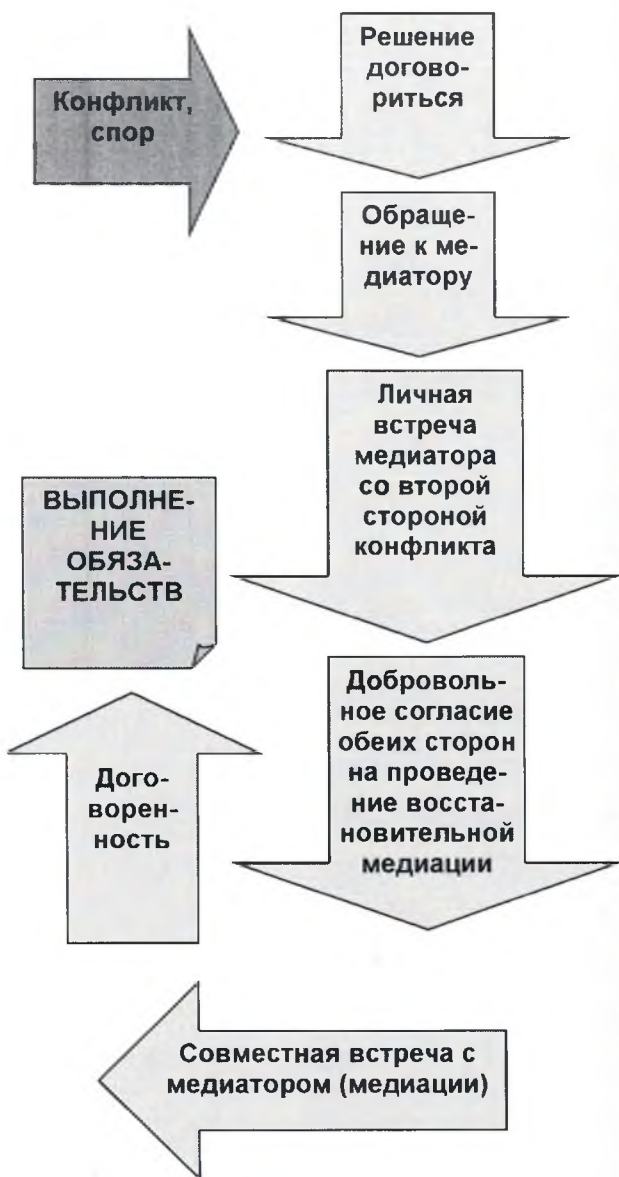 Конфликт,
спор
Решение
догово-
риться
Обраще-
ние к ме-
диатору
Личная
встреча
медиатора
со второй
стороной
конфликта
Доброволь-
ное согласие
обеих сторон
на проведе-
ние восста-
новительной
медиации
Совместная встреча с
медиатором (медиации)
Дого-
ворен-
ность
ВЫПОЛНЕ-
НИЕ
ОБЯЗА-
ТЕЛЬСТВ